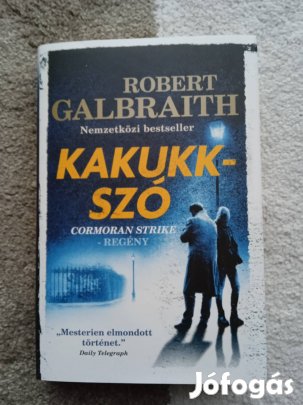 ROBERT
GALBRAITH
Nemzetközi bestseller
KAKUKK-
SZÓ
CORMORAN STRIKE
- REGÉNY
„Mesterien elmondott
történet.”
Daily Telegraph
Jófogás